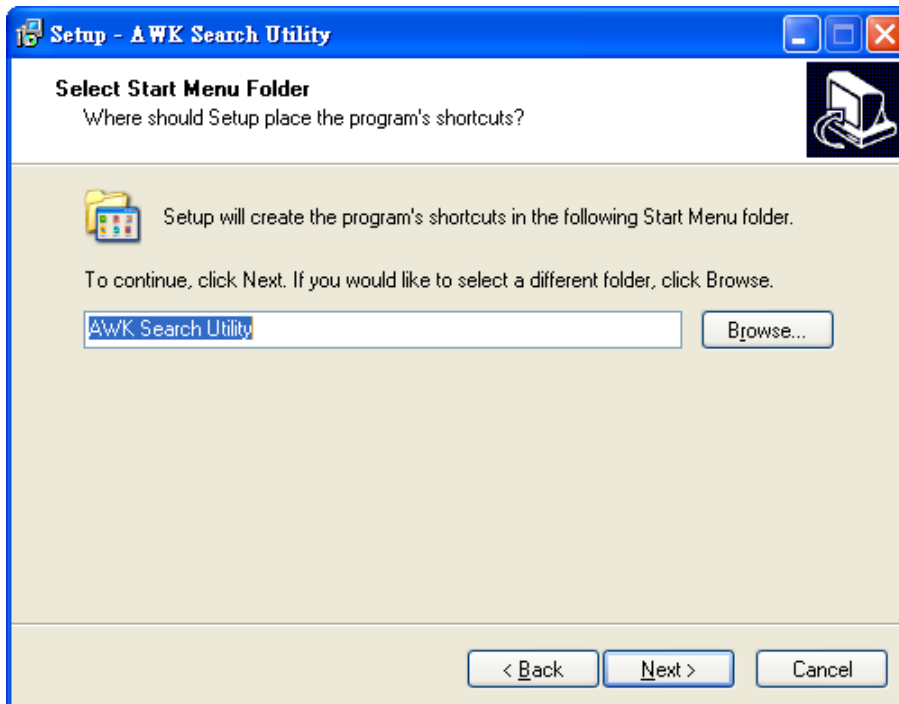 Setup - AWK Search Utility
Select Start Menu Folder
Where should Setup place the program's shortcuts?
Setup will create the program's shortcuts in the following Start Menu folder.
To continue, click Next. If you would like to select a different folder, click Browse.
AWK Search Utility
Browse...
< Back
Next >
Cancel